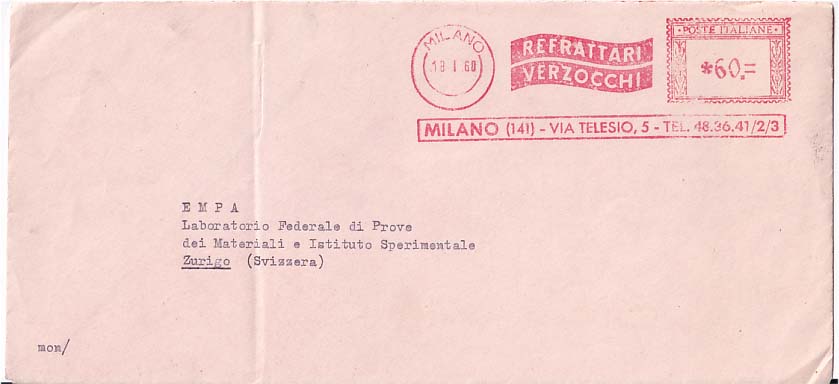 MILANO
18 I 60
REFRATTARI
VERZOCCHI
· POSTE ITALIANE ·
*60.=
MILANO (141) - VIA TELESIO, 5 - TEL. 48.36.41/2/3
E M P A
Laboratorio Federale di Prove
dei Materiali e Istituto Sperimentale
Zurigo (Svizzera)
mon/